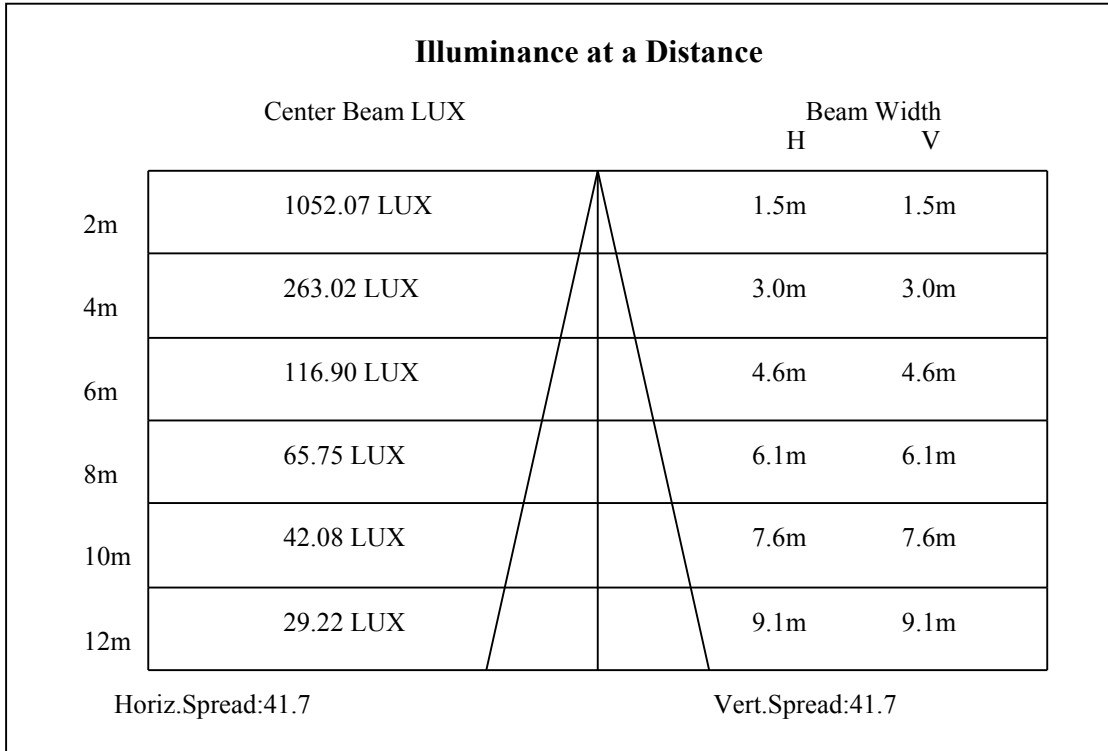 Illuminance at a Distance
Center Beam LUX Beam Width
H V
2m 1052.07 LUX 1.5m 1.5m
4m 263.02 LUX 3.0m 3.0m
6m 116.90 LUX 4.6m 4.6m
8m 65.75 LUX 6.1m 6.1m
10m 42.08 LUX 7.6m 7.6m
12m 29.22 LUX 9.1m 9.1m
Horiz.Spread:41.7 Vert.Spread:41.7